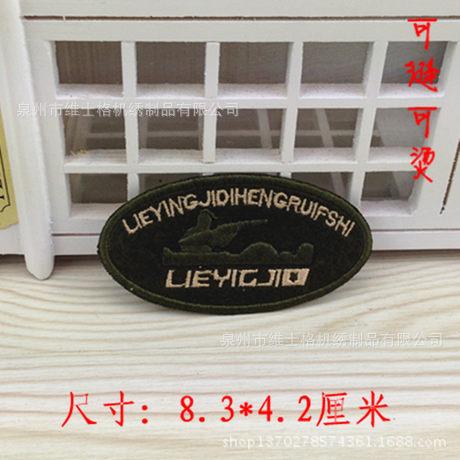 泉州市维士格机绣制品有限公司
可缝可烫
LIEYINGJIDIHENGRUIFSHI
LIEYIGJI
泉州市维士格机绣制品有限公司
尺寸：8.3*4.2厘米
shop1370278574361.1688.com